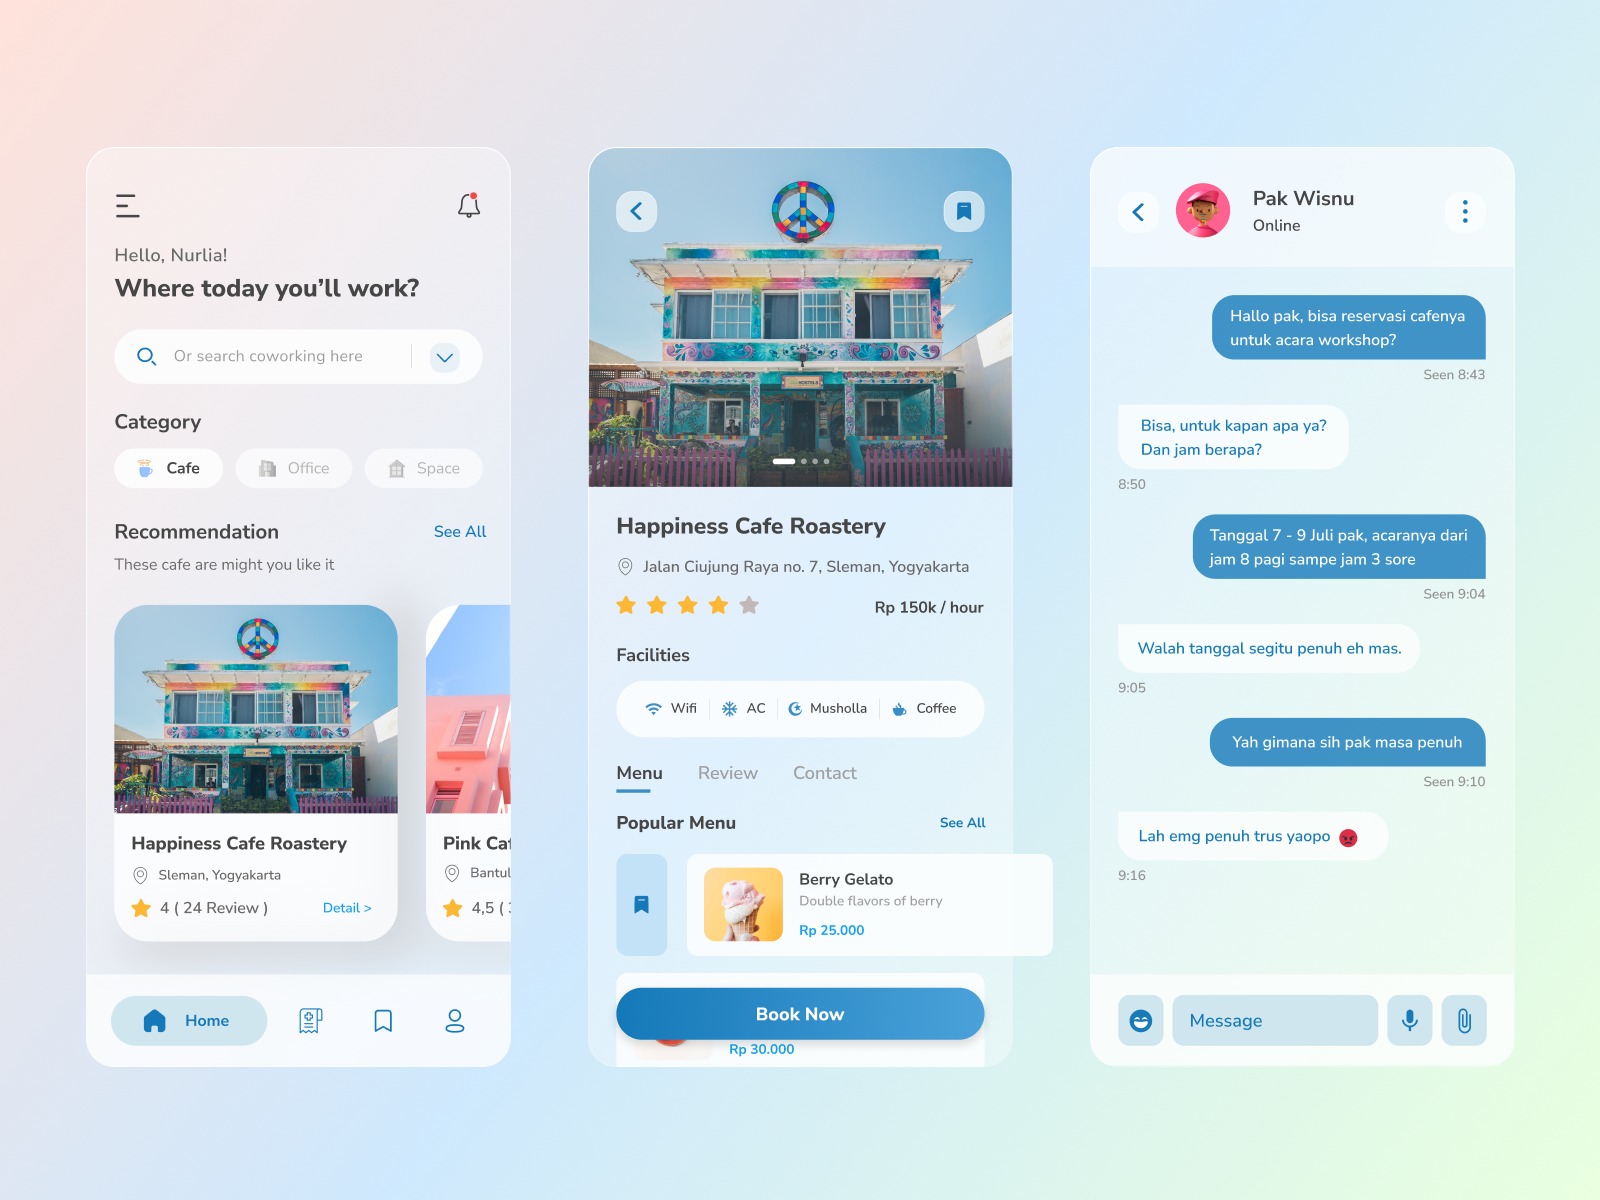 Hello, Nurlia!
Where today you'll work?
Or search coworking here
Category
Cafe
Office
Space
Recommendation
See All
These cafe are might you like it
Happiness Cafe Roastery
Sleman, Yogyakarta
4 ( 24 Review )
Detail >
Pink Caf
Bantul
4,5 ( 3
Home
Happiness Cafe Roastery
Jalan Ciujung Raya no. 7, Sleman, Yogyakarta
Rp 150k / hour
Facilities
Wifi
AC
Musholla
Coffee
Menu
Review
Contact
Popular Menu
See All
Berry Gelato
Double flavors of berry
Rp 25.000
Book Now
Rp 30.000
Pak Wisnu
Online
Hallo pak, bisa reservasi cafenya
untuk acara workshop?
Seen 8:43
Bisa, untuk kapan apa ya?
Dan jam berapa?
8:50
Tanggal 7 - 9 Juli pak, acaranya dari
jam 8 pagi sampe jam 3 sore
Seen 9:04
Walah tanggal segitu penuh eh mas.
9:05
Yah gimana sih pak masa penuh
Seen 9:10
Lah emg penuh trus yaopo 😡
9:16
Message